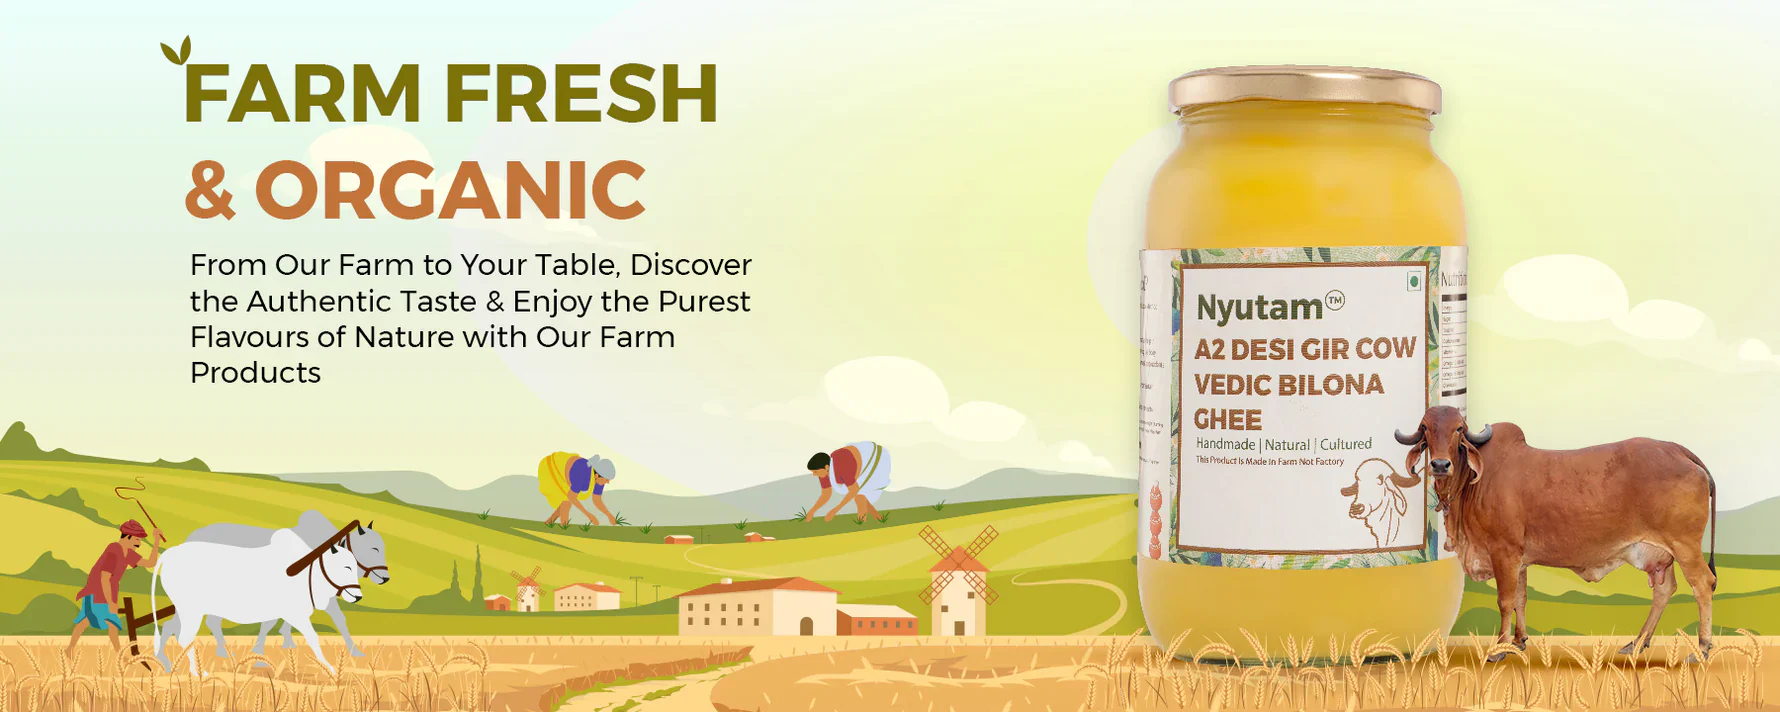 FARM FRESH
& ORGANIC
From Our Farm to Your Table, Discover
the Authentic Taste & Enjoy the Purest
Flavours of Nature with Our Farm
Products
Nyutam™
A2 DESI GIR COW
VEDIC BILONA
GHEE
Handmade | Natural | Cultured
This Product Is Made In Farm Not Factory